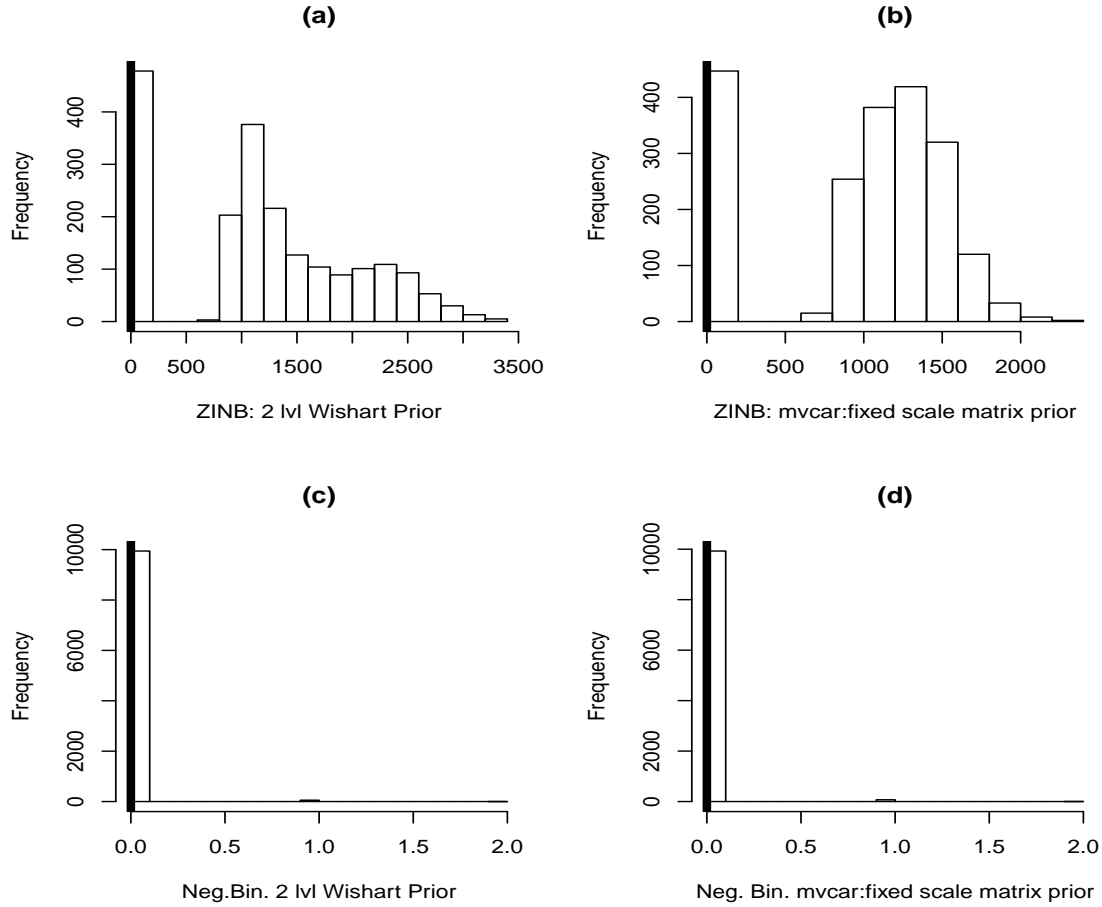 (a)
Frequency
0 100 200 300 400
0 500 1500 2500 3500
ZINB: 2 lvl Wishart Prior
(b)
Frequency
0 100 200 300 400
0 500 1000 1500 2000
ZINB: mvcar:fixed scale matrix prior
(c)
Frequency
0 2000 6000 10000
0.0 0.5 1.0 1.5 2.0
Neg.Bin. 2 lvl Wishart Prior
(d)
Frequency
0 2000 6000 10000
0.0 0.5 1.0 1.5 2.0
Neg. Bin. mvcar:fixed scale matrix prior